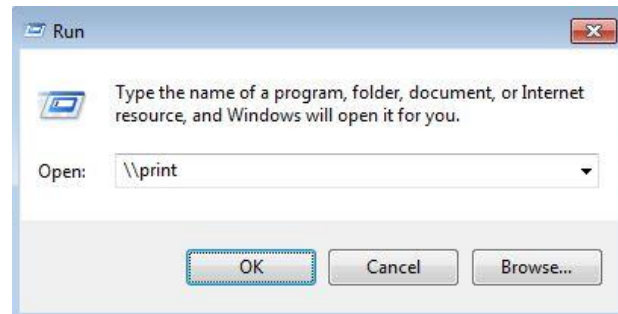 Run
Type the name of a program, folder, document, or Internet
resource, and Windows will open it for you.
Open: \\print
OK Cancel Browse...